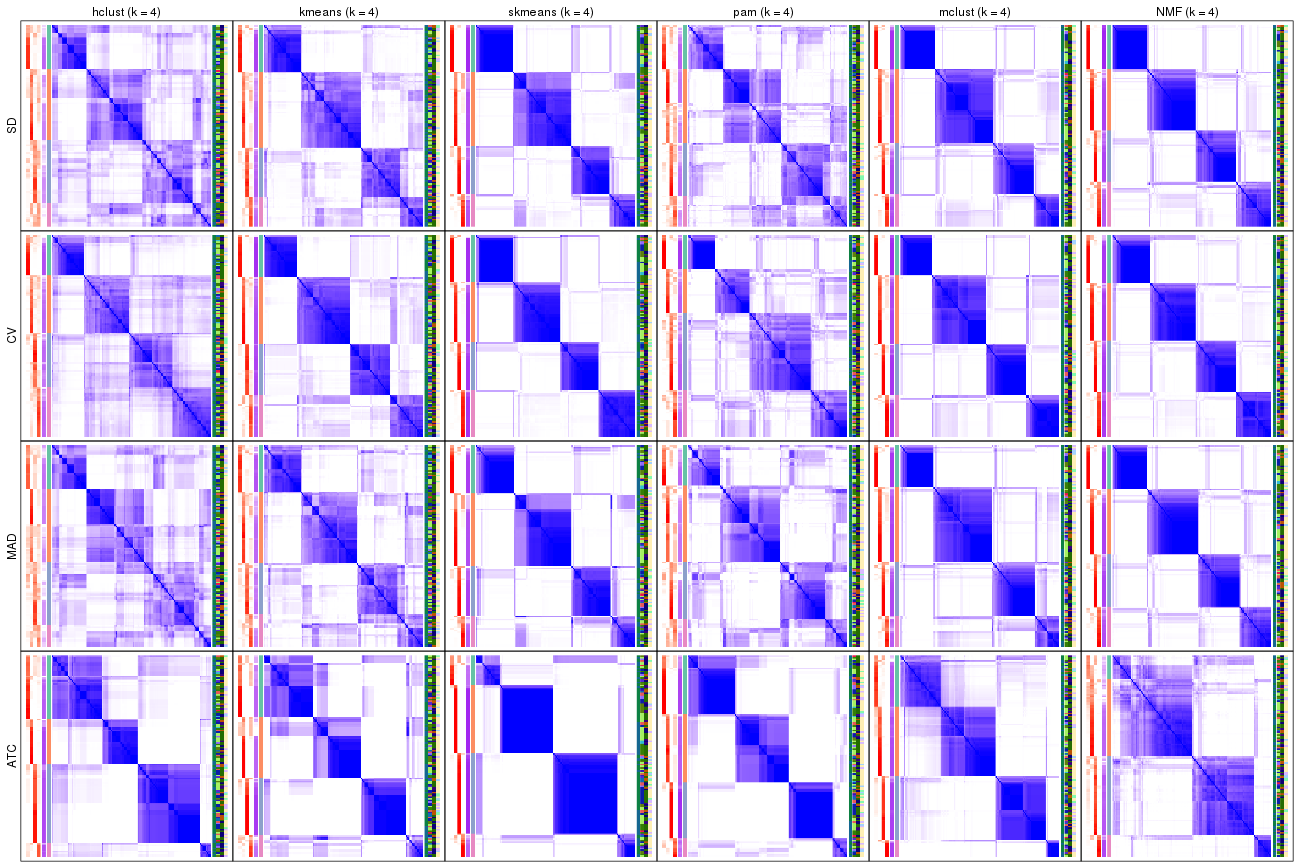 hclust (k = 4) kmeans (k = 4) skmeans (k = 4) pam (k = 4) mclust (k = 4) NMF (k = 4)
SD
CV
MAD
ATC